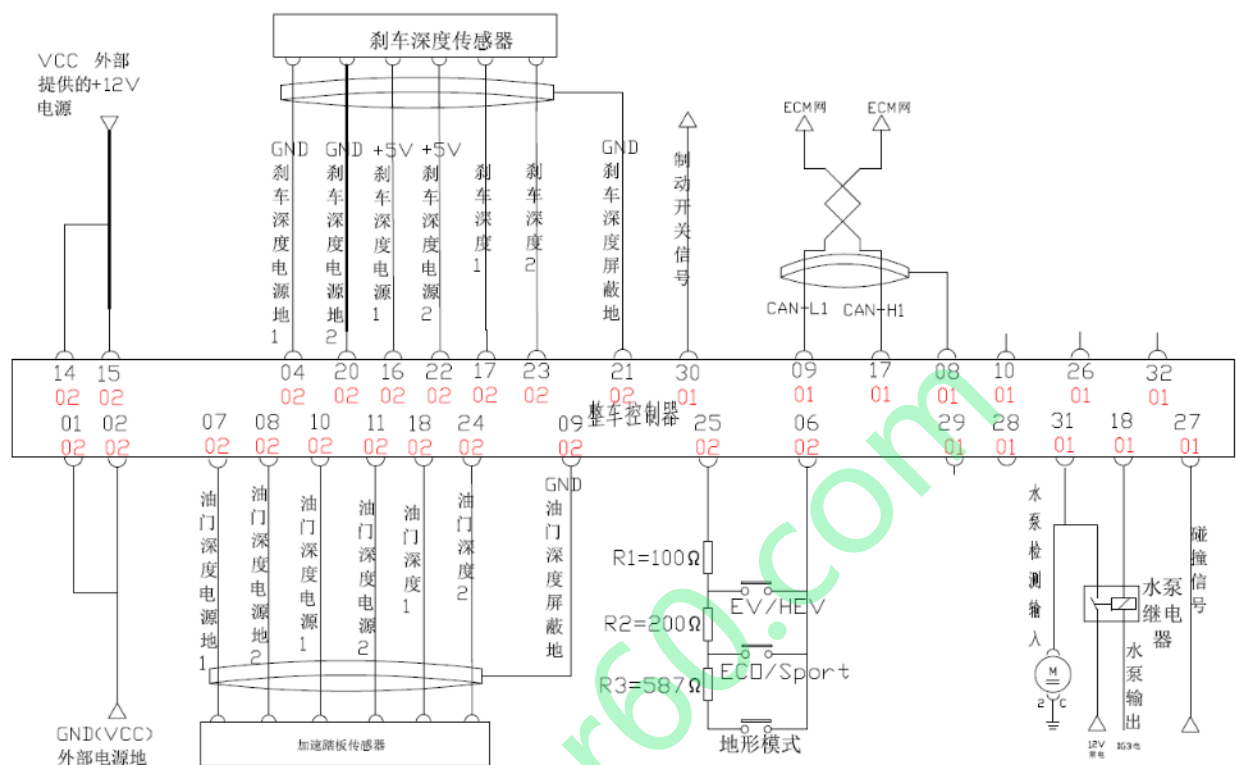 刹车深度传感器
VCC 外部
提供的+12V
电源
ECM网
ECM网
GND
刹车深度电源地1
GND
刹车深度电源地2
+5V
刹车深度电源1
+5V
刹车深度电源2
刹车深度1
刹车深度2
GND
刹车深度屏蔽地
制动开关信号
CAN-L1
CAN-H1
14 15 04 20 16 22 17 23 21 30 09 17 08 10 26 32
02 02 02 02 02 02 02 02 02 01 01 01 01 01 01 01
整车控制器
01 02 07 08 10 11 18 24 09 25 06 29 28 31 18 27
02 02 02 02 02 02 02 02 02 02 02 01 01 01 01 01
油门深度电源地1
油门深度电源地2
油门深度电源1
油门深度电源2
油门深度1
油门深度2
GND
油门深度屏蔽地
R1=100Ω
EV/HEV
R2=200Ω
ECO/Sport
R3=587Ω
地形模式
水泵检测输入
M
2 C
水泵
继电
器
水泵输出
碰撞信号
12V
常电
IG3电
GND(VCC)
外部电源地
加速踏板传感器
r60.com